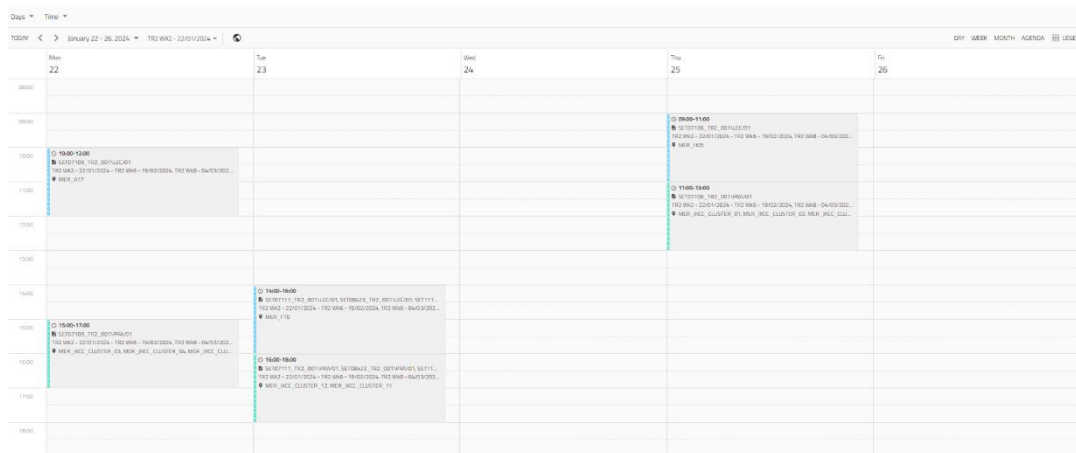 Days Time
TODAY January 22 - 26, 2024 TR2 WK2 - 22/01/2024 DAY WEEK MONTH AGENDA LEGE
Mon Tue Wed Thu Fri
22 23 24 25 26
08:00
09:00
09:00-11:00
SET07106_TR2_001\LEC/01
TR2 WK2 - 22/01/2024 - TR2 WK6 - 19/02/2024, TR2 WK8 - 04/03/202...
MER_H05
10:00
10:00-12:00
TR2_001\LEC/01
TR2 WK2 - 22/01/2024 - TR2 WK6 - 19/02/2024, TR2 WK8 - 04/03/202...
MER_A17
11:00
11:00-13:00
SET07106_TR2_001\PRA/01
TR2 WK2 - 22/01/2024 - TR2 WK6 - 19/02/2024, TR2 WK8 - 04/03/202...
MER_JKCC_CLUSTER_01, MER_JKCC_CLUSTER_02, MER_JKCC_CLU...
12:00
13:00
14:00
14:00-16:00
SET07111_TR2_001\LEC/01, SET08423_TR2_001\LEC/01, SET111...
TR2 WK2 - 22/01/2024 - TR2 WK6 - 19/02/2024, TR2 WK8 - 04/03/202...
15:00
15:00-17:00
SET07109_TR2_001\PRA/01
TR2 WK2 - 22/01/2024 - TR2 WK6 - 19/02/2024, TR2 WK8 - 04/03/202...
MER_JKCC_CLUSTER_03, MER_JKCC_CLUSTER_04, MER_JKCC_CLU...
16:00
16:00-18:00
SET07111_TR2_001\PRA/01, SET08423_TR2_001\PRA/01, SET11...
TR2 WK2 - 22/01/2024 - TR2 WK6 - 19/02/2024, TR2 WK8 - 04/03/202...
MER_JKCC_CLUSTER_12, MER_JKCC_CLUSTER_11
17:00
18:00